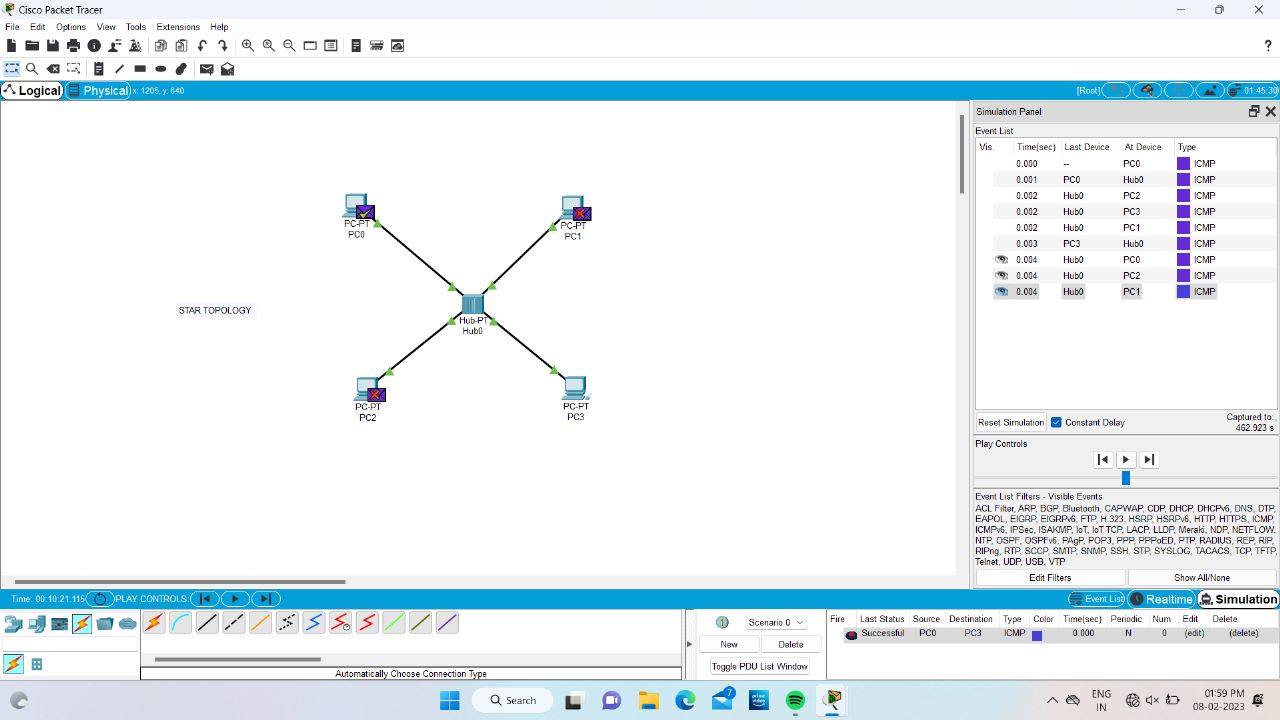 Cisco Packet Tracer
File Edit Options View Tools Extensions Help
?
Logical Physical x: 1205, y: 640 [Root] 01:45:30
STAR TOPOLOGY
PC-PT
PC0
PC-PT
PC1
Hub-PT
Hub0
PC-PT
PC2
PC-PT
PC3
Simulation Panel
Event List
Vis. Time(sec) Last Device At Device Type
0.000 -- PC0 ICMP
0.001 PC0 Hub0 ICMP
0.002 Hub0 PC2 ICMP
0.002 Hub0 PC3 ICMP
0.002 Hub0 PC1 ICMP
0.003 PC3 Hub0 ICMP
0.004 Hub0 PC0 ICMP
0.004 Hub0 PC2 ICMP
0.004 Hub0 PC1 ICMP
Reset Simulation Constant Delay Captured to:
462.923 s
Play Controls
Event List Filters - Visible Events
ACL Filter, ARP, BGP, Bluetooth, CAPWAP, CDP, DHCP, DHCPv6, DNS, DTP,
EAPOL, EIGRP, EIGRPv6, FTP, H.323, HSRP, HSRPv6, HTTP, HTTPS, ICMP,
ICMPv6, IPSec, ISAKMP, IoT, IoT TCP, LACP, LLDP, Meraki, NDP, NETFLOW,
NTP, OSPF, OSPFv6, PAgP, POP3, PPP, PPPoED, PTP, RADIUS, REP, RIP,
RIPng, RTP, SCCP, SMTP, SNMP, SSH, STP, SYSLOG, TACACS, TCP, TFTP,
Telnet, UDP, USB, VTP
Edit Filters Show All/None
Time: 00:10:21.115 PLAY CONTROLS: Event List Realtime Simulation
Scenario 0
New Delete
Toggle PDU List Window
Fire Last Status Source Destination Type Color Time(sec) Periodic Num Edit Delete
Successful PC0 PC3 ICMP 0.000 N 0 (edit) (delete)
Automatically Choose Connection Type
Search
7
prime video
ENG
IN
01:59 PM
08-02-2023